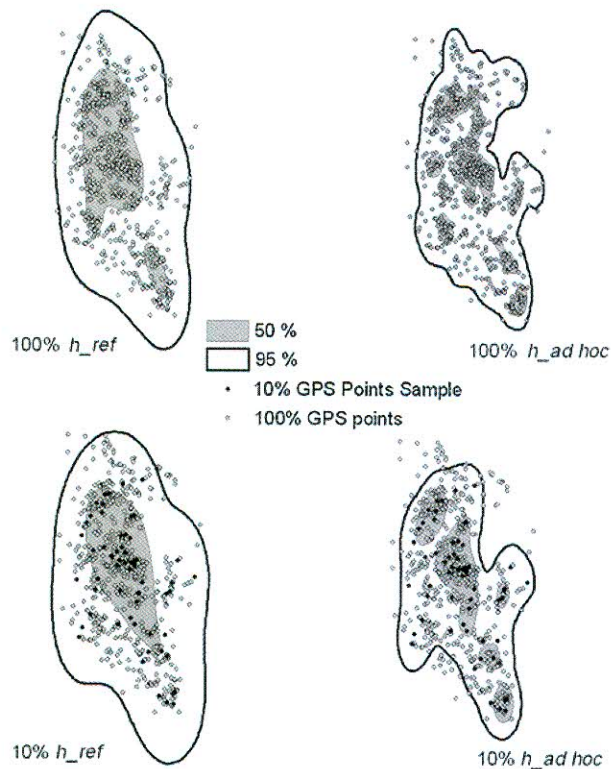 100% h_ref
100% h_ad hoc
50 %
95 %
10% GPS Points Sample
100% GPS points
10% h_ref
10% h_ad hoc